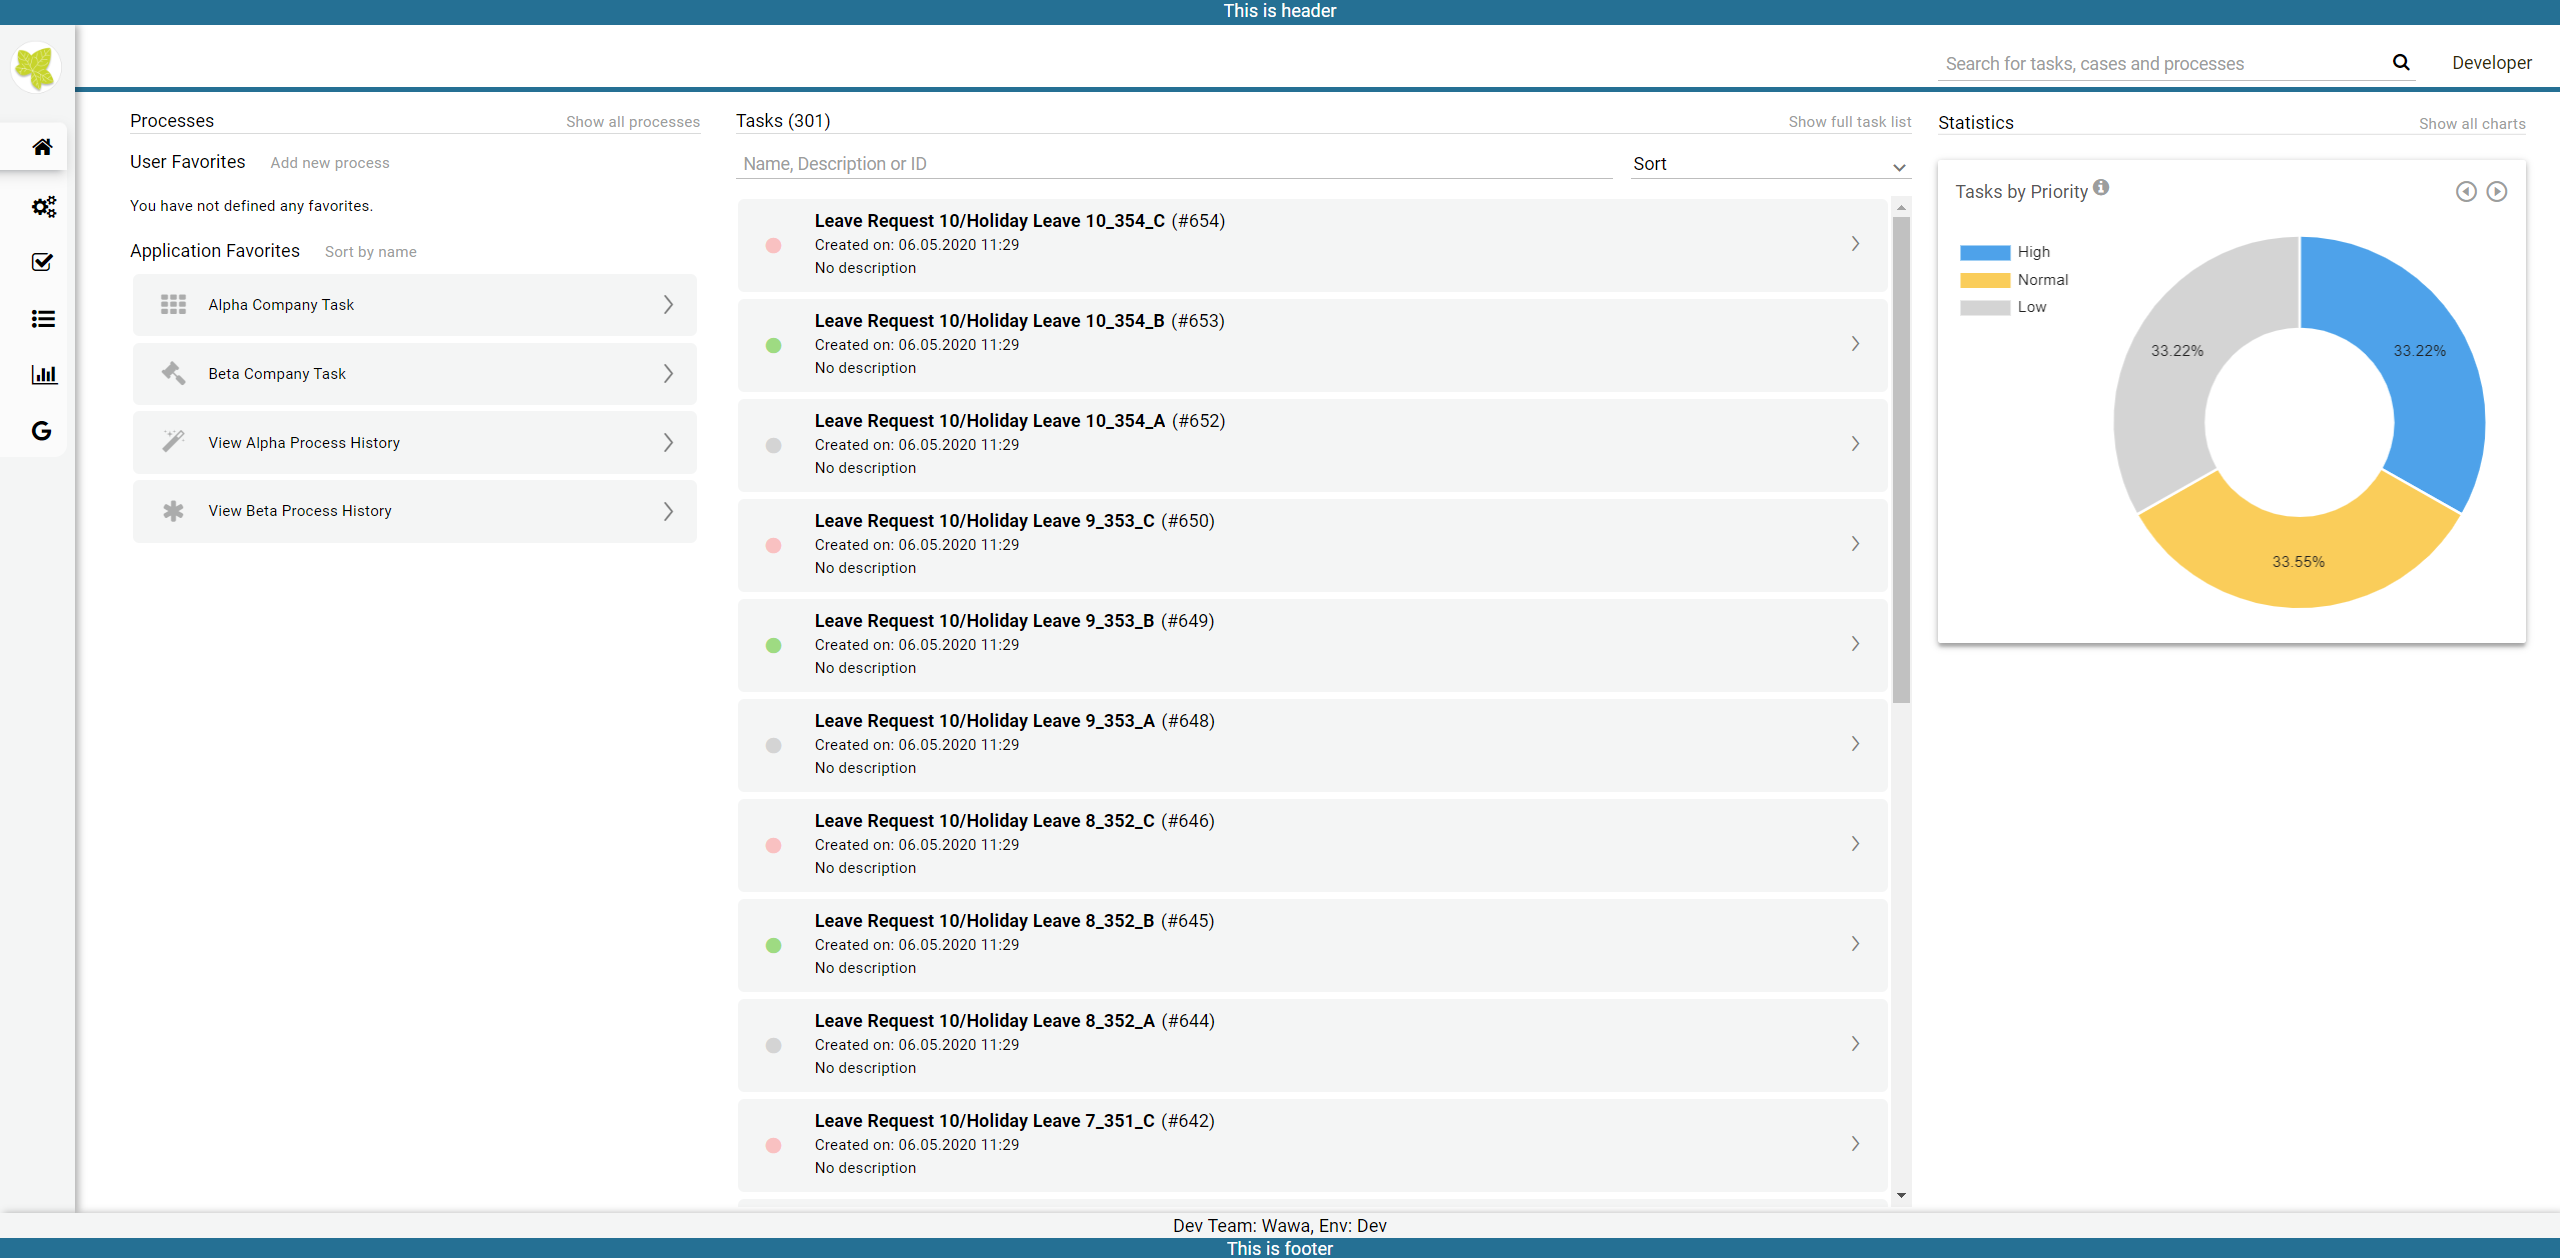 This is header
Search for tasks, cases and processes
Developer
Processes
Show all processes
User Favorites
Add new process
You have not defined any favorites.
Application Favorites
Sort by name
Alpha Company Task
Beta Company Task
View Alpha Process History
View Beta Process History
Tasks (301)
Show full task list
Name, Description or ID
Sort
Leave Request 10/Holiday Leave 10_354_C (#654)
Created on: 06.05.2020 11:29
No description
Leave Request 10/Holiday Leave 10_354_B (#653)
Created on: 06.05.2020 11:29
No description
Leave Request 10/Holiday Leave 10_354_A (#652)
Created on: 06.05.2020 11:29
No description
Leave Request 10/Holiday Leave 9_353_C (#650)
Created on: 06.05.2020 11:29
No description
Leave Request 10/Holiday Leave 9_353_B (#649)
Created on: 06.05.2020 11:29
No description
Leave Request 10/Holiday Leave 9_353_A (#648)
Created on: 06.05.2020 11:29
No description
Leave Request 10/Holiday Leave 8_352_C (#646)
Created on: 06.05.2020 11:29
No description
Leave Request 10/Holiday Leave 8_352_B (#645)
Created on: 06.05.2020 11:29
No description
Leave Request 10/Holiday Leave 8_352_A (#644)
Created on: 06.05.2020 11:29
No description
Leave Request 10/Holiday Leave 7_351_C (#642)
Created on: 06.05.2020 11:29
No description
Statistics
Show all charts
Tasks by Priority
High
Normal
Low
33.22%
33.22%
33.55%
Dev Team: Wawa, Env: Dev
This is footer